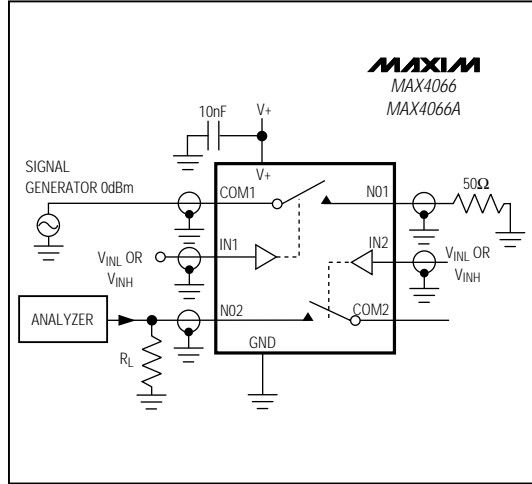 MAXIM
MAX4066
MAX4066A
10nF
V+
V+
SIGNAL
GENERATOR 0dBm
COM1
N01
50Ω
IN1
IN2
VINL OR
VINH
VINL OR
VINH
ANALYZER
N02
COM2
RL
GND